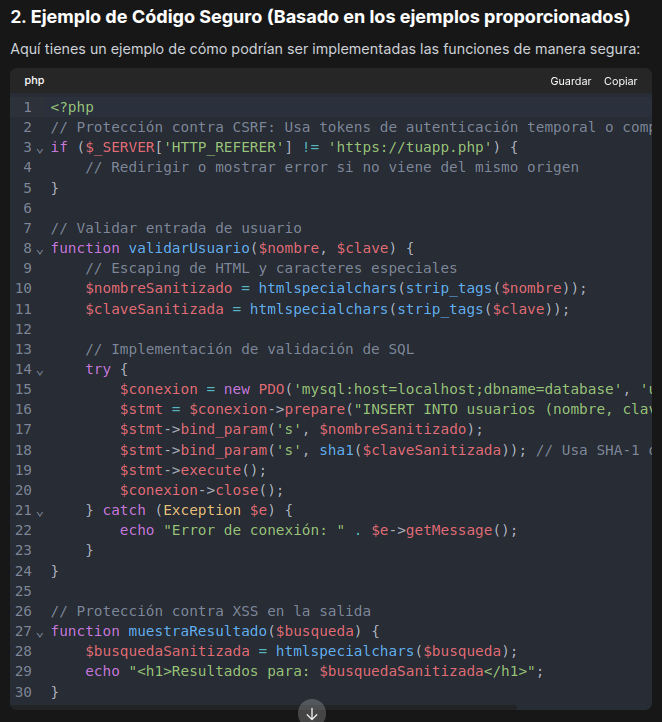 2. Ejemplo de Código Seguro (Basado en los ejemplos proporcionados)
Aquí tienes un ejemplo de cómo podrían ser implementadas las funciones de manera segura:
php Guardar Copiar
1 <?php
2 // Protección contra CSRF: Usa tokens de autenticación temporal o
3 if ($_SERVER['HTTP_REFERER'] != 'https://tuapp.php') {
4 // Redirigir o mostrar error si no viene del mismo origen
5 }
6
7 // Validar entrada de usuario
8 function validarUsuario($nombre, $clave) {
9 // Escaping de HTML y caracteres especiales
10 $nombreSanitizado = htmlspecialchars(strip_tags($nombre));
11 $claveSanitizada = htmlspecialchars(strip_tags($clave));
12
13 // Implementación de validación de SQL
14 try {
15 $conexion = new PDO('mysql:host=localhost;dbname=database', '
16 $stmt = $conexion->prepare("INSERT INTO usuarios (nombre,
17 $stmt->bind_param('s', $nombreSanitizado);
18 $stmt->bind_param('s', sha1($claveSanitizada)); // Usa SHA-1
19 $stmt->execute();
20 $conexion->close();
21 } catch (Exception $e) {
22 echo "Error de conexión: " . $e->getMessage();
23 }
24 }
25
26 // Protección contra XSS en la salida
27 function muestraResultado($busqueda) {
28 $busquedaSanitizada = htmlspecialchars($busqueda);
29 echo "<h1>Resultados para: $busquedaSanitizada</h1>";
30 }